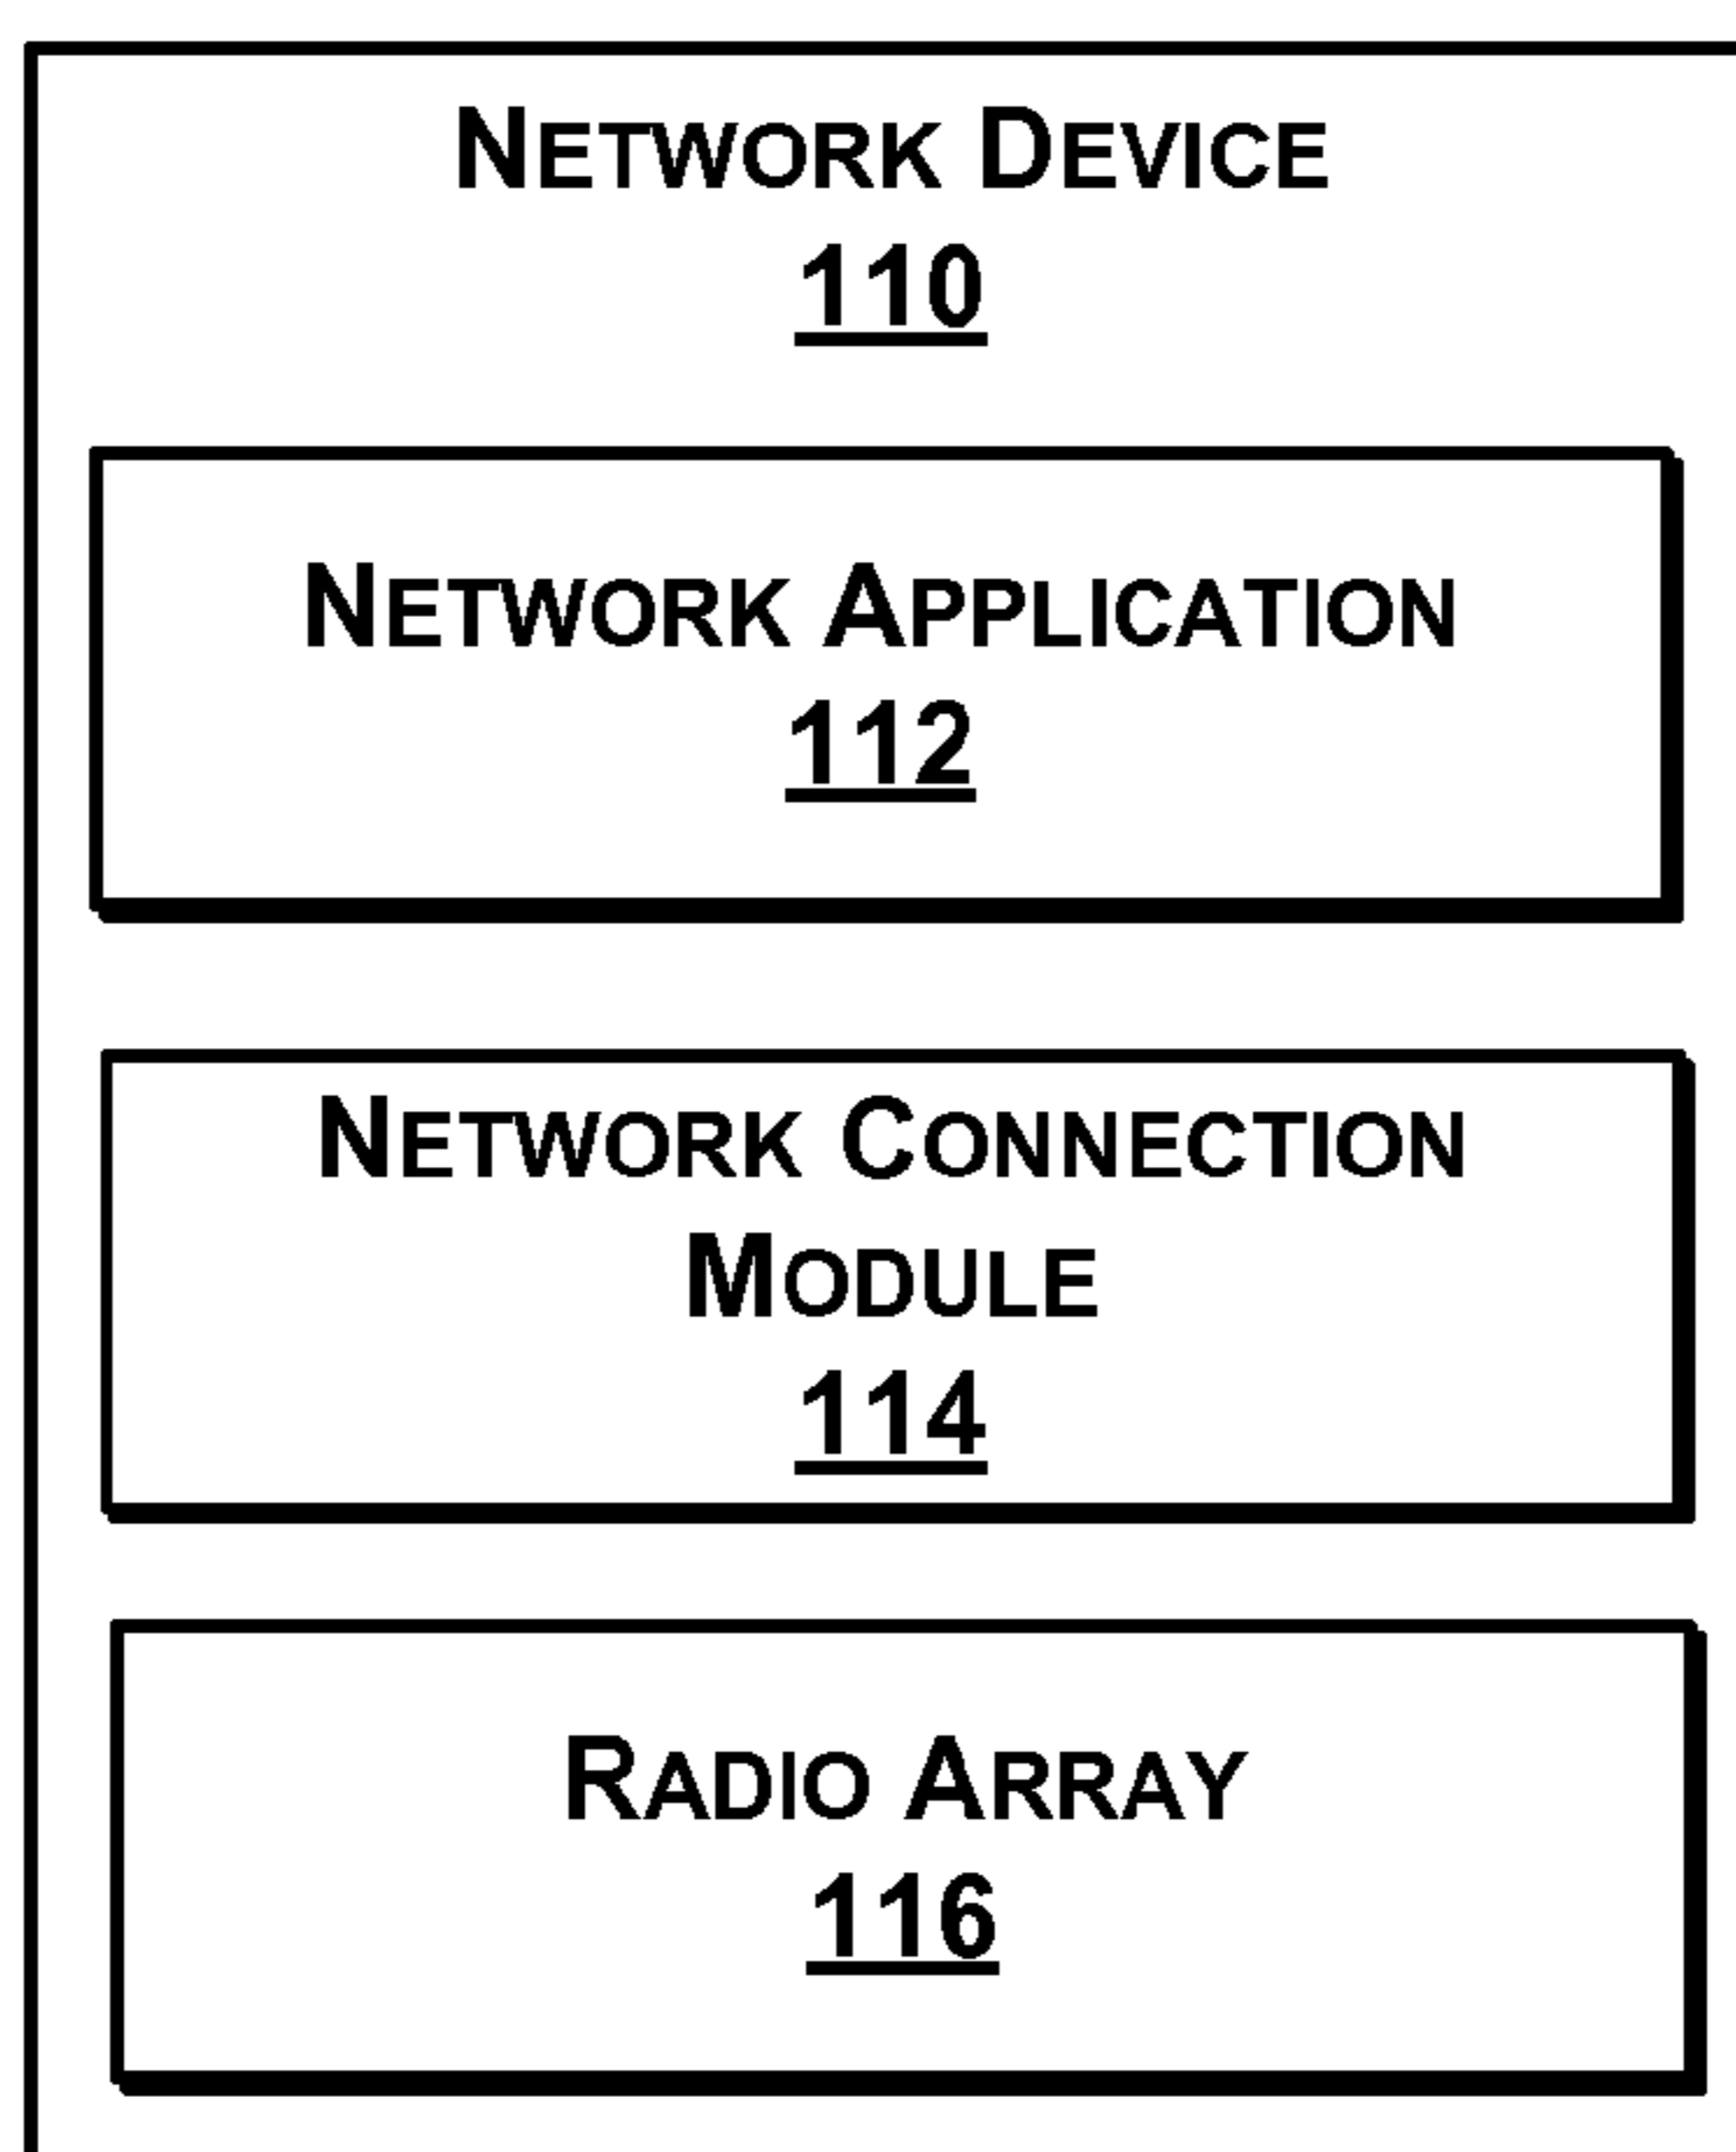 NETWORK DEVICE
110
NETWORK APPLICATION
112
NETWORK CONNECTION
MODULE
114
RADIO ARRAY
116